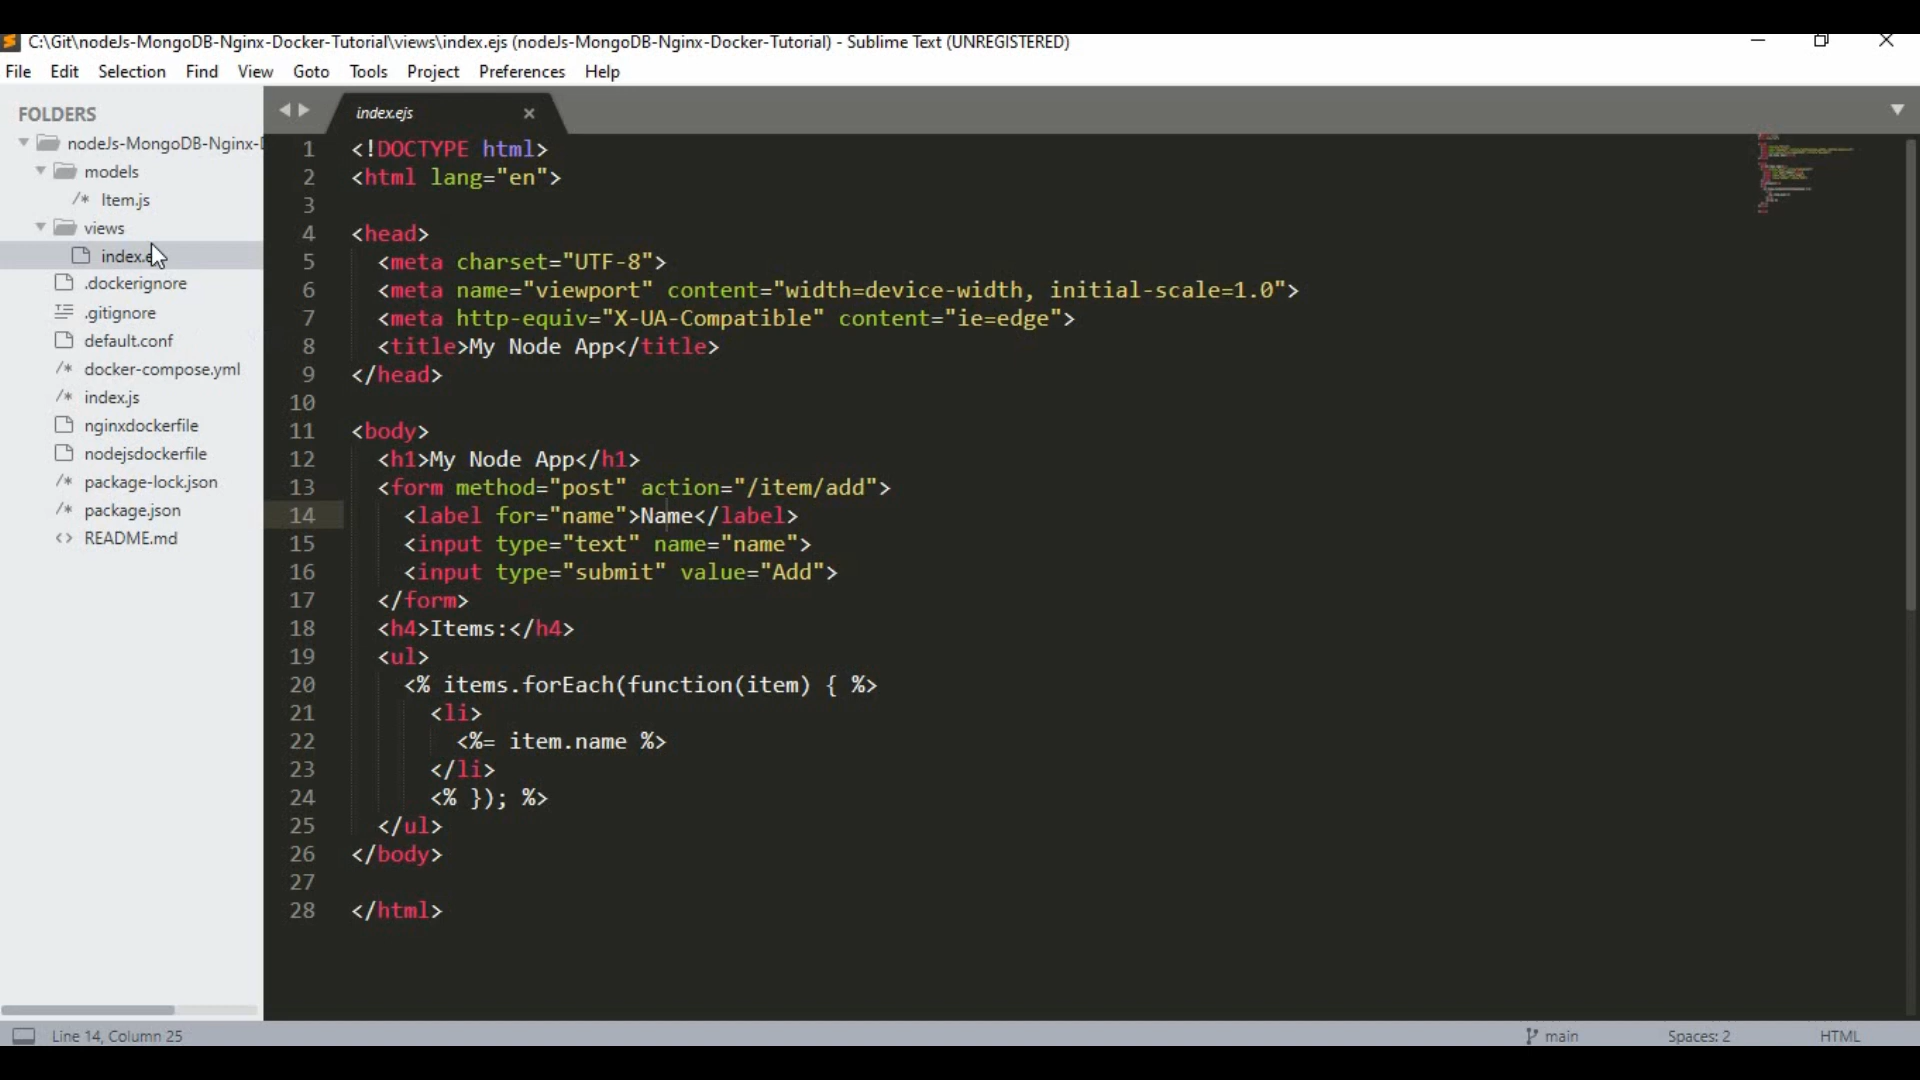 C:\Git\nodeJs-MongoDB-Nginx-Docker-Tutorial\views\index.ejs (nodeJs-MongoDB-Nginx-Docker-Tutorial) - Sublime Text (UNREGISTERED)
File Edit Selection Find View Goto Tools Project Preferences Help
FOLDERS
nodeJs-MongoDB-Nginx-
models
/* Item.js
views
index.e
.dockerignore
.gitignore
default.conf
/* docker-compose.yml
/* index.js
nginxdockerfile
nodejsdockerfile
/* package-lock.json
/* package.json
<> README.md
index.ejs
1 <!DOCTYPE html>
2 <html lang="en">
3
4 <head>
5 <meta charset="UTF-8">
6 <meta name="viewport" content="width=device-width, initial-scale=1.0">
7 <meta http-equiv="X-UA-Compatible" content="ie=edge">
8 <title>My Node App</title>
9 </head>
10
11 <body>
12 <h1>My Node App</h1>
13 <form method="post" action="/item/add">
14 <label for="name">Name</label>
15 <input type="text" name="name">
16 <input type="submit" value="Add">
17 </form>
18 <h4>Items:</h4>
19 <ul>
20 <% items.forEach(function(item) { %>
21 <li>
22 <%= item.name %>
23 </li>
24 <% }); %>
25 </ul>
26 </body>
27
28 </html>
Line 14, Column 25
main
Spaces: 2
HTML